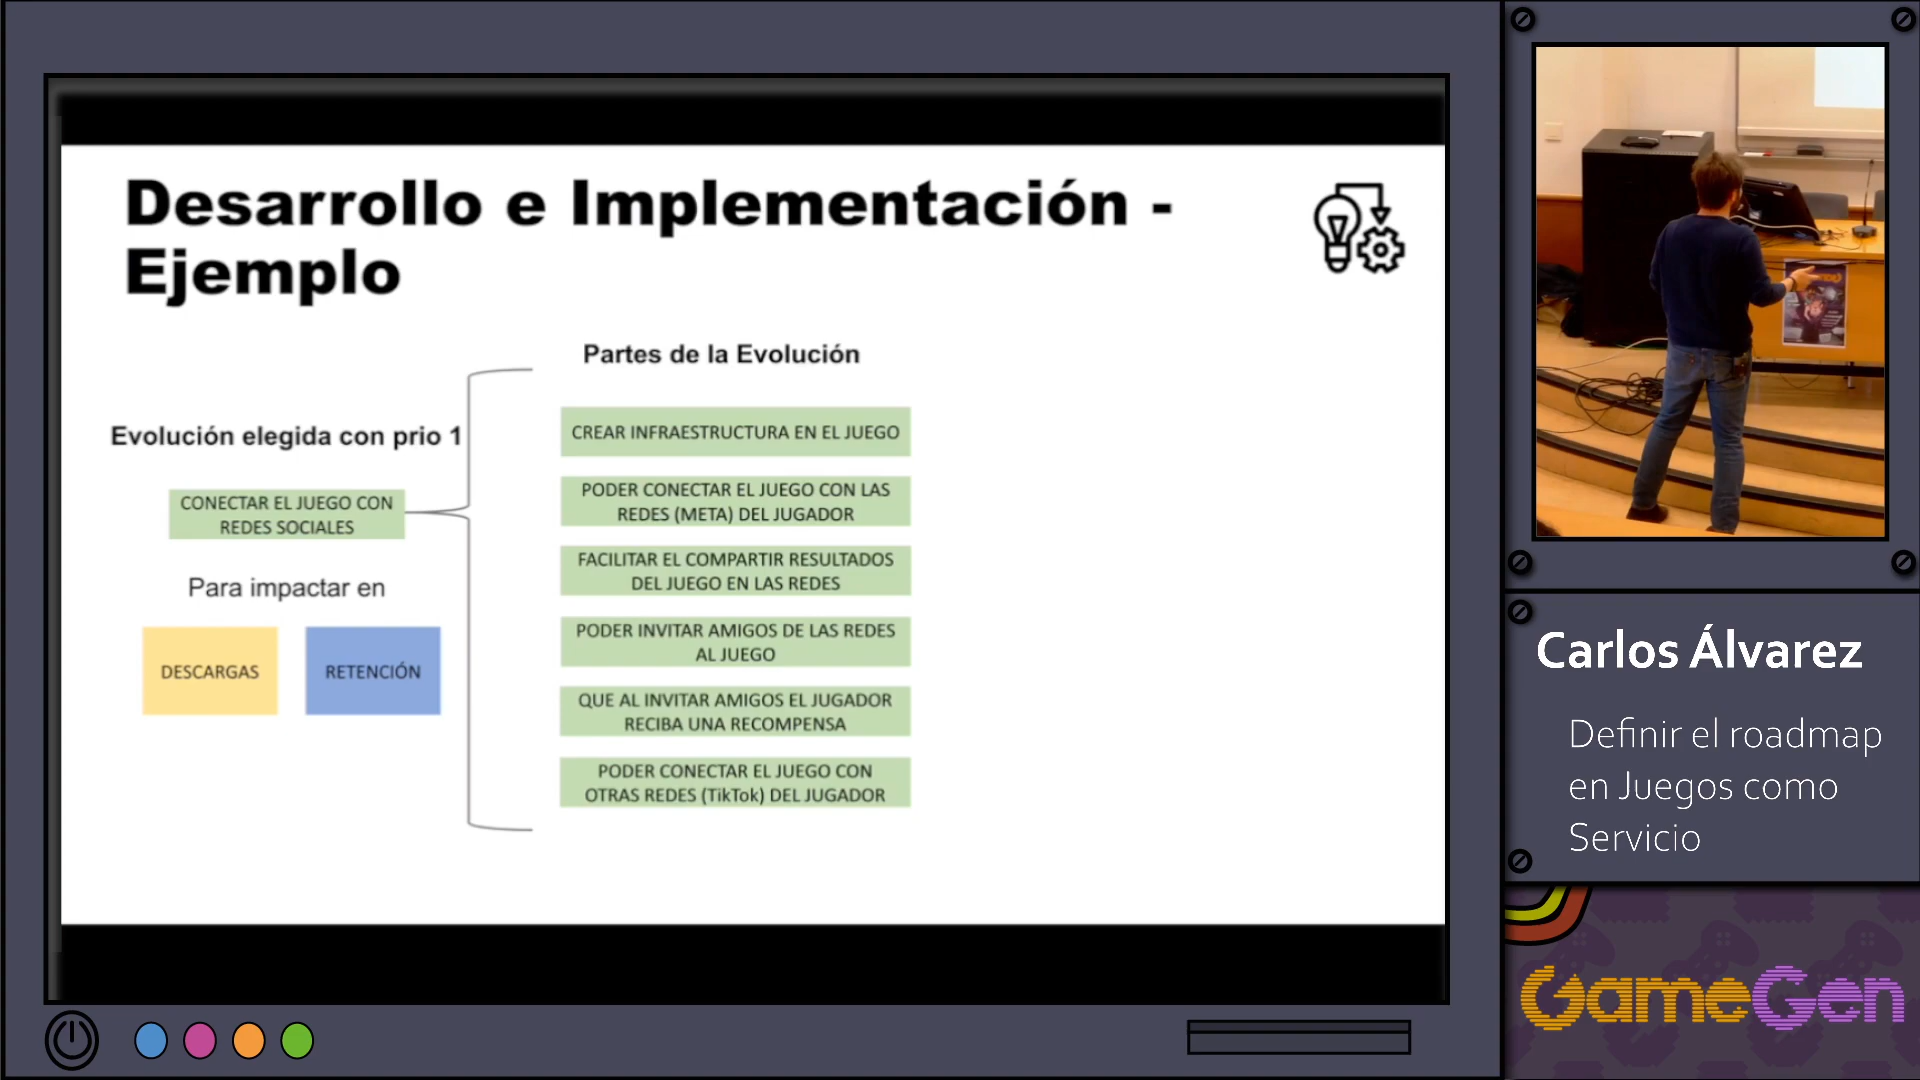 Desarrollo e Implementación -
Ejemplo
Partes de la Evolución
Evolución elegida con prio 1
CONECTAR EL JUEGO CON
REDES SOCIALES
Para impactar en
DESCARGAS
RETENCIÓN
CREAR INFRAESTRUCTURA EN EL JUEGO
PODER CONECTAR EL JUEGO CON LAS
REDES (META) DEL JUGADOR
FACILITAR EL COMPARTIR RESULTADOS
DEL JUEGO EN LAS REDES
PODER INVITAR AMIGOS DE LAS REDES
AL JUEGO
QUE AL INVITAR AMIGOS EL JUGADOR
RECIBA UNA RECOMPENSA
PODER CONECTAR EL JUEGO CON
OTRAS REDES (TikTok) DEL JUGADOR
Carlos Álvarez
Definir el roadmap
en Juegos como
Servicio
GameGen